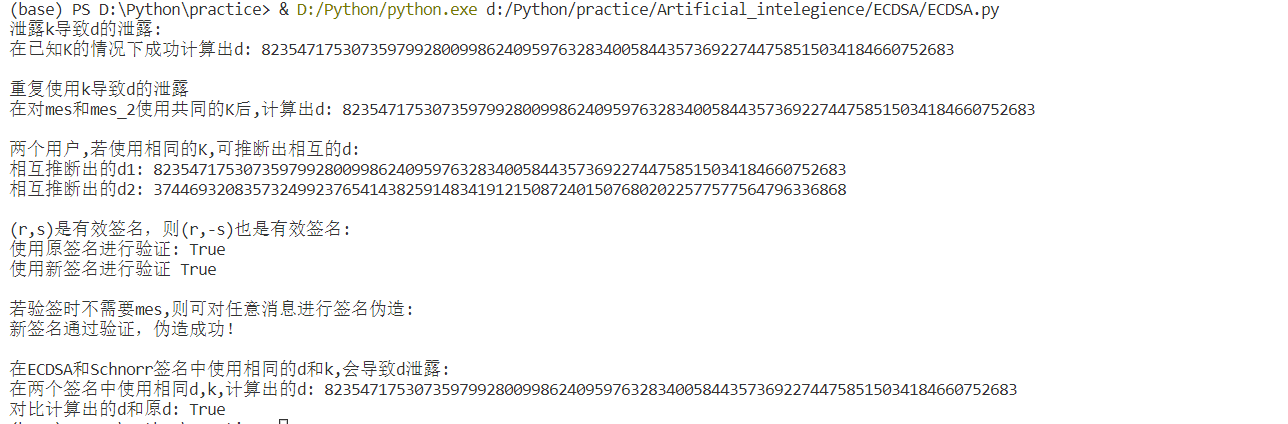 (base) PS D:\Python\practice> & D:/Python/python.exe d:/Python/practice/Artificial_intelegience/ECDSA/ECDSA.py
泄露k导致d的泄露:
在已知K的情况下成功计算出d: 82354717530735979928009986240959763283400584435736922744758515034184660752683
重复使用k导致d的泄露
在对mes和mes_2使用共同的K后,计算出d: 82354717530735979928009986240959763283400584435736922744758515034184660752683
两个用户,若使用相同的K,可推断出相互的d:
相互推断出的d1: 82354717530735979928009986240959763283400584435736922744758515034184660752683
相互推断出的d2: 37446932083573249923765414382591483419121508724015076802022577577564796336868
(r,s)是有效签名，则(r,-s)也是有效签名:
使用原签名进行验证: True
使用新签名进行验证 True
若验签时不需要mes,则可对任意消息进行签名伪造:
新签名通过验证，伪造成功！
在ECDSA和Schnorr签名中使用相同的d和k,会导致d泄露:
在两个签名中使用相同d,k,计算出的d: 82354717530735979928009986240959763283400584435736922744758515034184660752683
对比计算出的d和原d: True